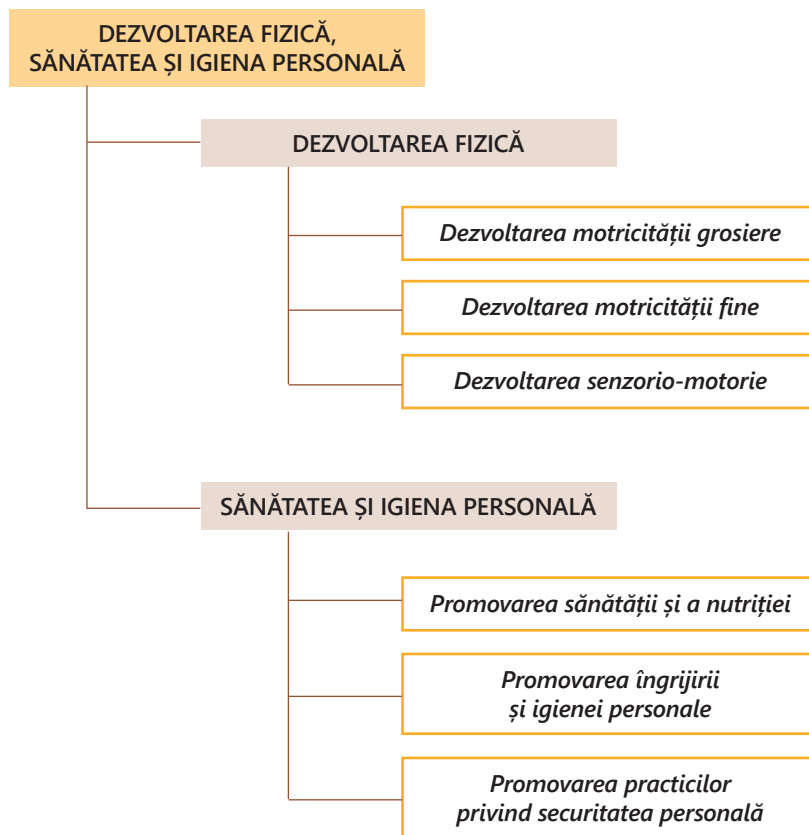 DEZVOLTAREA FIZICĂ,
SĂNĂTATEA ȘI IGIENA PERSONALĂ
DEZVOLTAREA FIZICĂ
Dezvoltarea motricității grosiere
Dezvoltarea motricității fine
Dezvoltarea senzorio-motorie
SĂNĂTATEA ȘI IGIENA PERSONALĂ
Promovarea sănătății și a nutriției
Promovarea îngrijirii
și igienei personale
Promovarea practicilor
privind securitatea personală